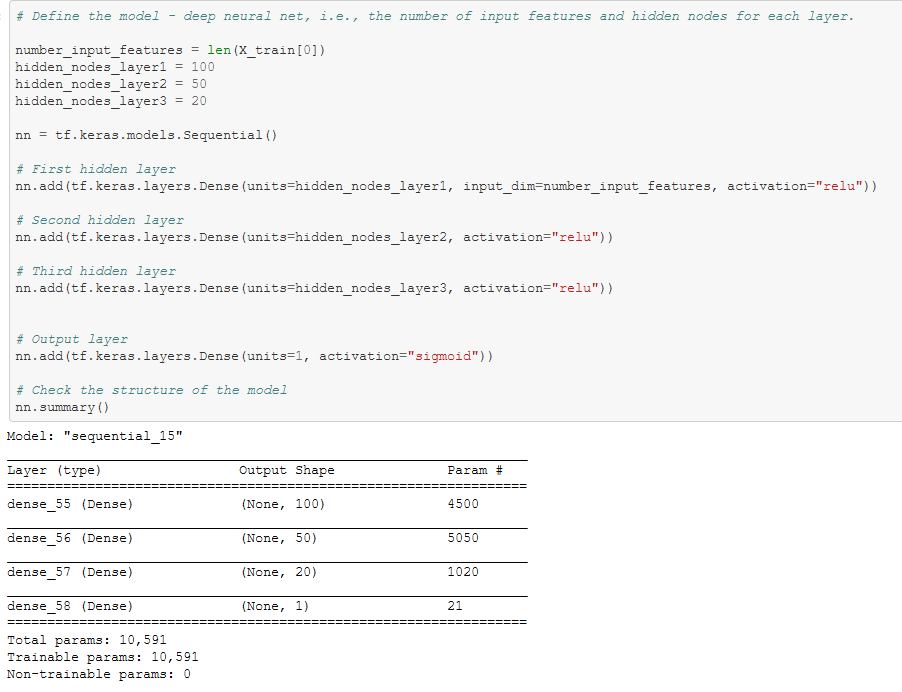 # Define the model - deep neural net, i.e., the number of input features and hidden nodes for each layer.
number_input_features = len(X_train[0])
hidden_nodes_layer1 = 100
hidden_nodes_layer2 = 50
hidden_nodes_layer3 = 20
nn = tf.keras.models.Sequential()
# First hidden layer
nn.add(tf.keras.layers.Dense(units=hidden_nodes_layer1, input_dim=number_input_features, activation="relu"))
# Second hidden layer
nn.add(tf.keras.layers.Dense(units=hidden_nodes_layer2, activation="relu"))
# Third hidden layer
nn.add(tf.keras.layers.Dense(units=hidden_nodes_layer3, activation="relu"))
# Output layer
nn.add(tf.keras.layers.Dense(units=1, activation="sigmoid"))
# Check the structure of the model
nn.summary()
Model: "sequential_15"
Layer (type) Output Shape Param #
dense_55 (Dense) (None, 100) 4500
dense_56 (Dense) (None, 50) 5050
dense_57 (Dense) (None, 20) 1020
dense_58 (Dense) (None, 1) 21
Total params: 10,591
Trainable params: 10,591
Non-trainable params: 0